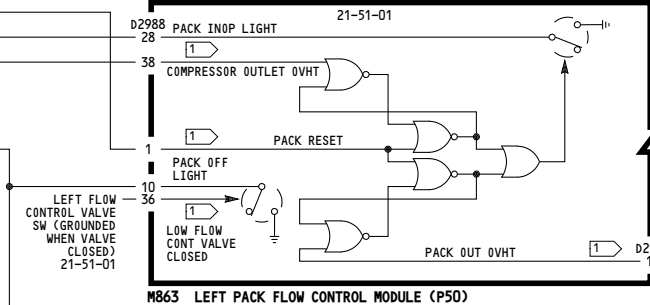 21-51-01
D2988
28 PACK INOP LIGHT
1
38
COMPRESSOR OUTLET OVHT
1
1 PACK RESET
PACK OFF
LIGHT
10
36
LEFT FLOW
CONTROL VALVE
SW (GROUNDED
WHEN VALVE
CLOSED)
21-51-01
1
LOW FLOW
CONT VALVE
CLOSED
PACK OUT OVHT
1
M863 LEFT PACK FLOW CONTROL MODULE (P50)